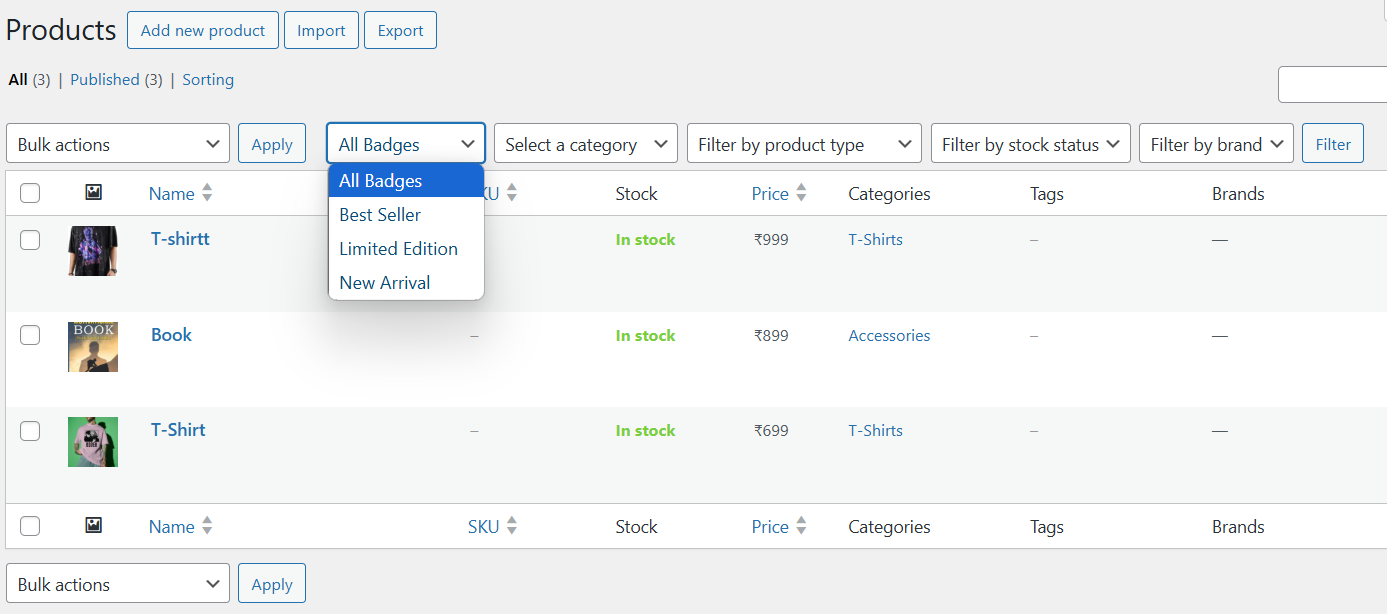 Products Add new product Import Export
All (3) | Published (3) | Sorting
Bulk actions Apply All Badges Select a category Filter by product type Filter by stock status Filter by brand Filter
All Badges
Best Seller
Limited Edition
New Arrival
Name KU Stock Price Categories Tags Brands
T-shirtt In stock ₹999 T-Shirts – —
BOOK
Book – In stock ₹899 Accessories – —
T-Shirt – In stock ₹699 T-Shirts – —
Name SKU Stock Price Categories Tags Brands
Bulk actions Apply